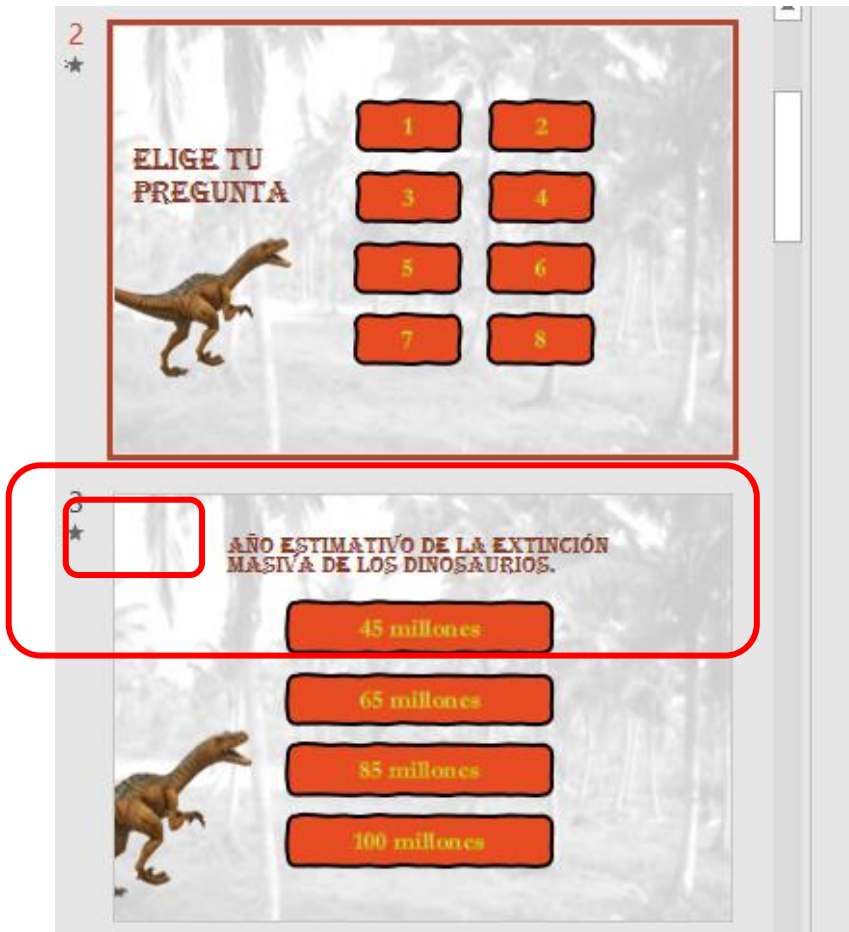 2
ELIGE TU
PREGUNTA
1
2
3
4
5
6
7
8
3
AÑO ESTIMATIVO DE LA EXTINCIÓN
MASIVA DE LOS DINOSAURIOS.
45 millones
65 millones
85 millones
100 millones